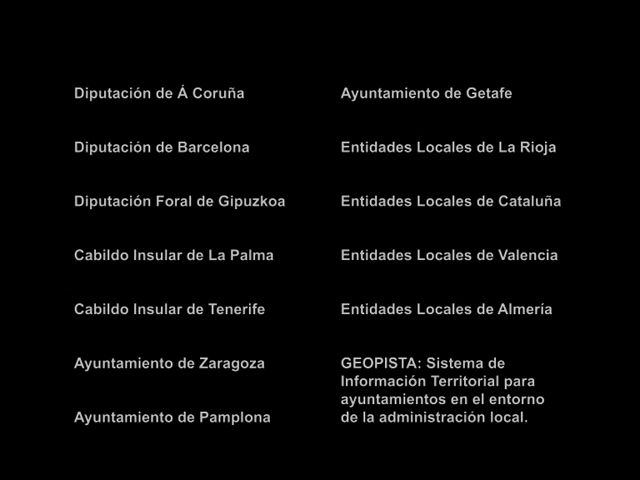 Diputación de Á Coruña
Diputación de Barcelona
Diputación Foral de Gipuzkoa
Cabildo Insular de La Palma
Cabildo Insular de Tenerife
Ayuntamiento de Zaragoza
Ayuntamiento de Pamplona
Ayuntamiento de Getafe
Entidades Locales de La Rioja
Entidades Locales de Cataluña
Entidades Locales de Valencia
Entidades Locales de Almería
GEOPISTA: Sistema de
Información Territorial para
ayuntamientos en el entorno
de la administración local.